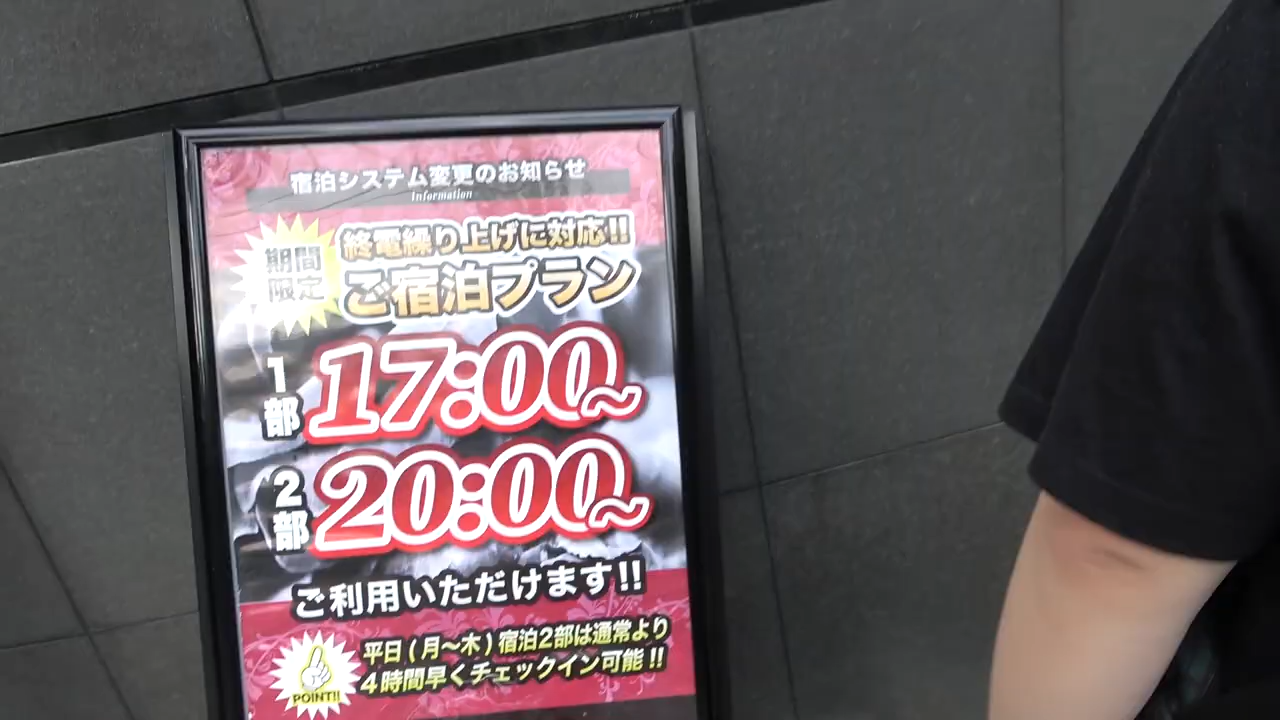 宿泊システム変更のお知らせ
Information
期間
限定
終電繰り上げに対応!!
ご宿泊プラン
1部
17:00~
2部
20:00~
ご利用いただけます!!
POINT!!
平日(月~木)宿泊2部は通常より
4時間早くチェックイン可能!!